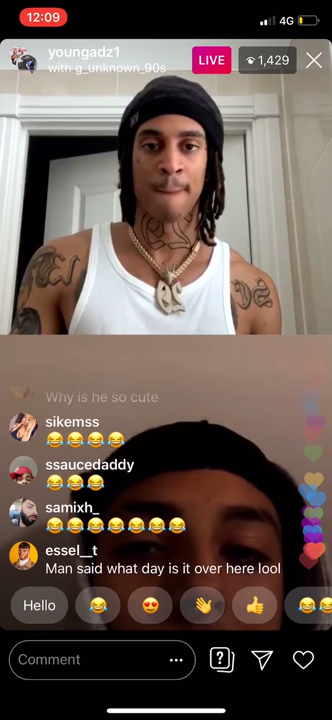 12:09
4G
youngadz1
with g_unknown_90s
LIVE
1,429
Why is he so cute
sikemss
😂😂😂😂
ssaucedaddy
😂😂😂
samixh_
😂😂😂😂😂😂😂
essel__t
Man said what day is it over here lool
Hello
Comment